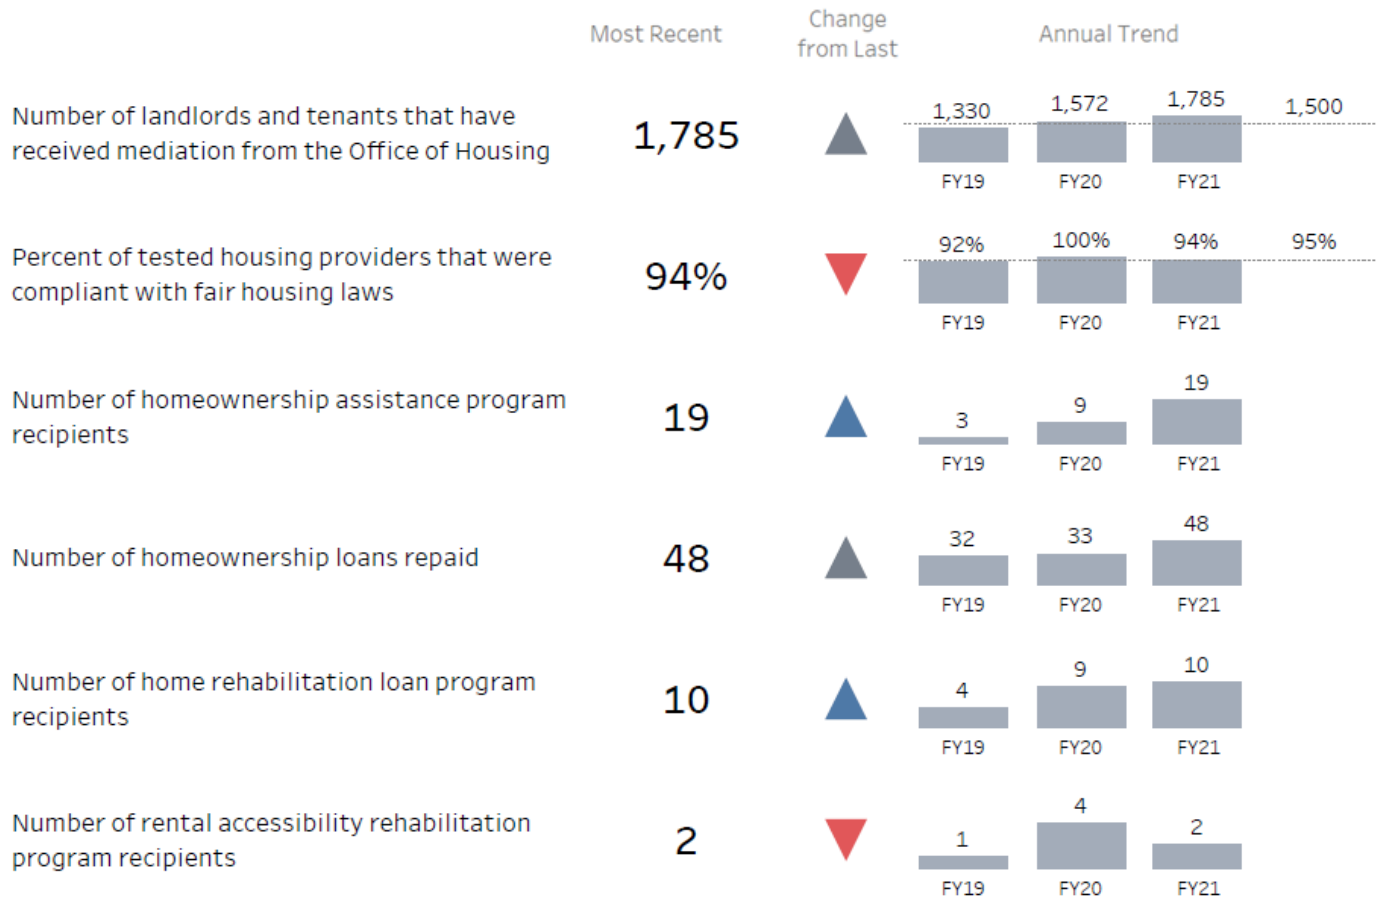 Most Recent
Change
from Last
Annual Trend
Number of landlords and tenants that have
received mediation from the Office of Housing
1,785
1,330
1,572
1,785
1,500
FY19
FY20
FY21
Percent of tested housing providers that were
compliant with fair housing laws
94%
92%
100%
94%
95%
FY19
FY20
FY21
Number of homeownership assistance program
recipients
19
3
9
19
FY19
FY20
FY21
Number of homeownership loans repaid
48
32
33
48
FY19
FY20
FY21
Number of home rehabilitation loan program
recipients
10
4
9
10
FY19
FY20
FY21
Number of rental accessibility rehabilitation
program recipients
2
1
4
2
FY19
FY20
FY21